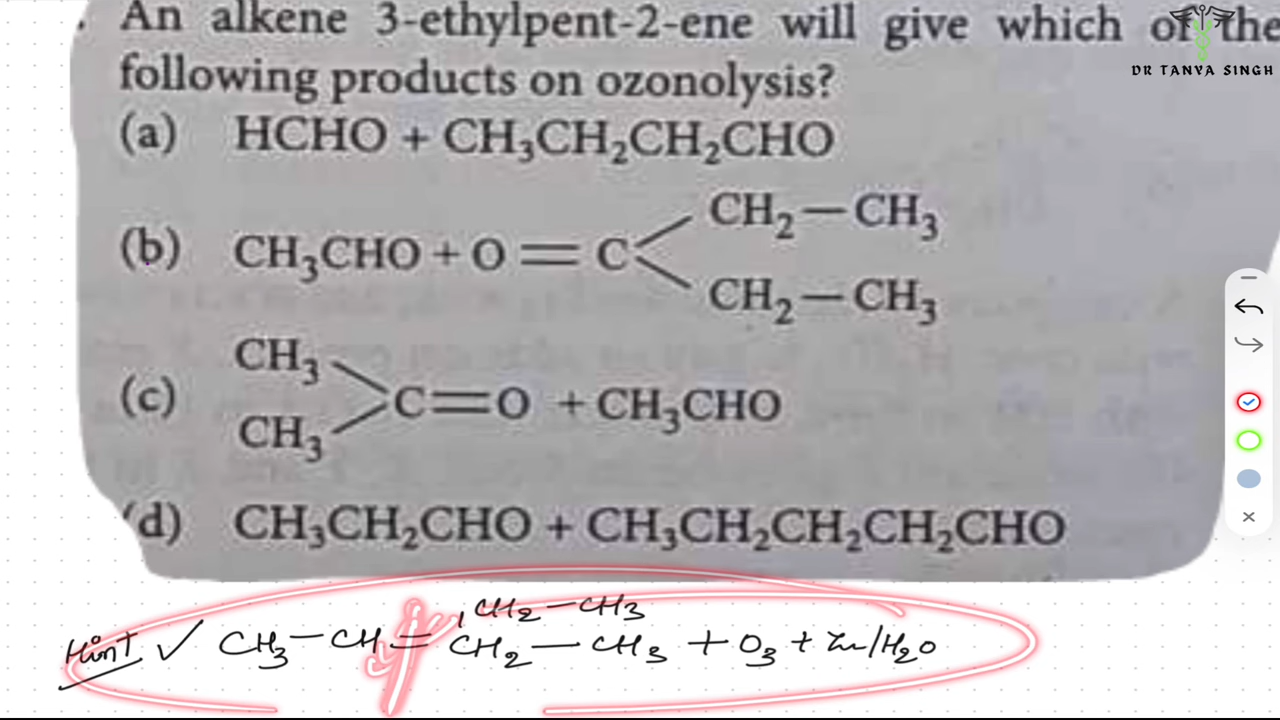 An alkene 3-ethylpent-2-ene will give which of the
DR TANYA SINGH
following products on ozonolysis?
(a) HCHO + CH₃CH₂CH₂CHO
CH₂—CH₃
(b) CH₃CHO + O=C
CH₂—CH₃
CH₃
(c) C=O + CH₃CHO
CH₃
(d) CH₃CH₂CHO + CH₃CH₂CH₂CH₂CHO
CH₂—CH₃
Hint ✓ CH₃—CH=CH₂—CH₃ + O₃ + Zn/H₂O